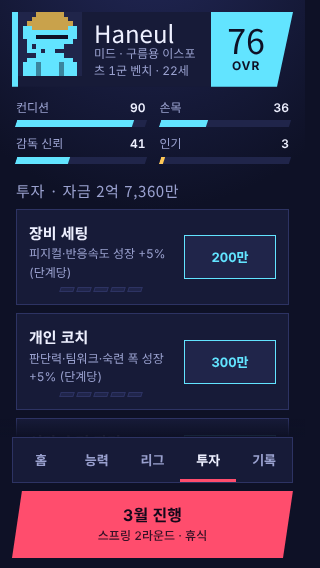 Haneul
미드 · 구름용 이스포
츠 1군 벤치 · 22세
76
OVR
컨디션 90
손목 36
감독 신뢰 41
인기 3
투자 · 자금 2억 7,360만
장비 세팅
피지컬·반응속도 성장 +5%
(단계당)
200만
개인 코치
판단력·팀워크·숙련 폭 성장
+5% (단계당)
300만
홈 능력 리그 투자 기록
3월 진행
스프링 2라운드 · 휴식